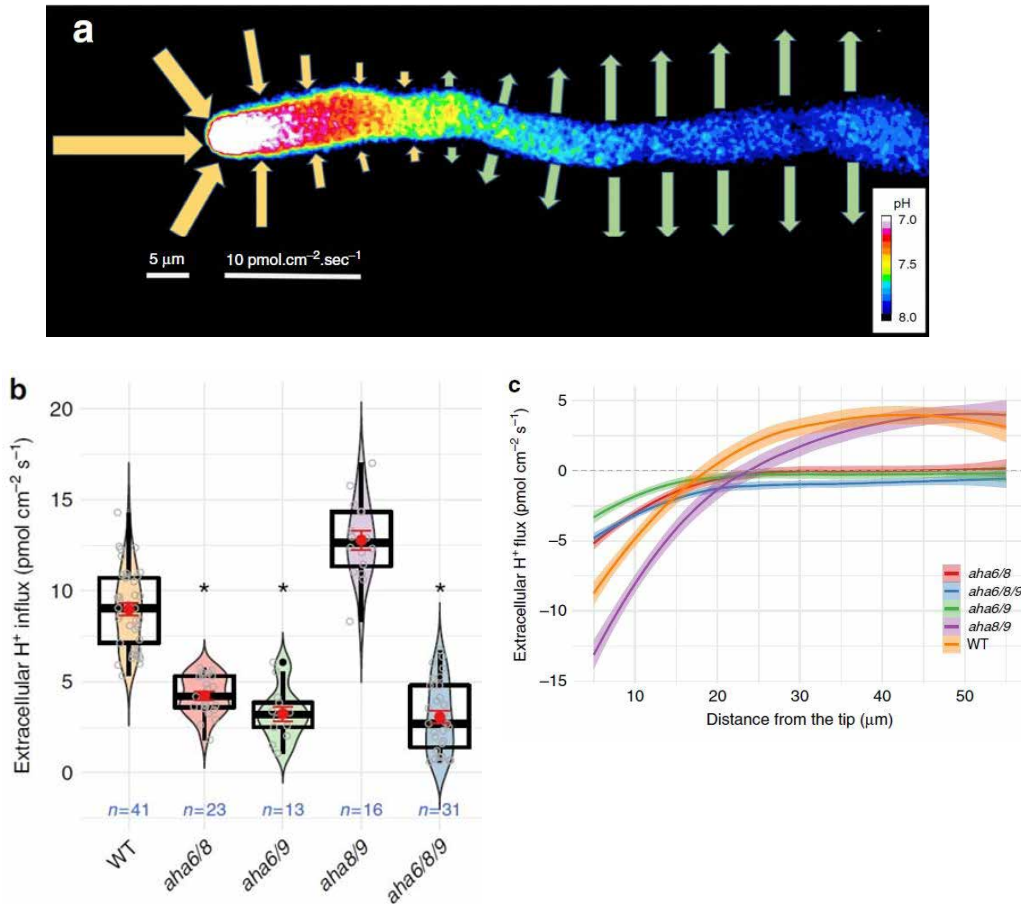 a
5 μm
10 pmol.cm⁻².sec⁻¹
pH
7.0
7.5
8.0
b
Extracellular H⁺ influx (pmol cm⁻² s⁻¹)
20
15
10
5
0
*
*
*
n=41
n=23
n=13
n=16
n=31
WT
aha6/8
aha6/9
aha8/9
aha6/8/9
c
Extracellular H⁺ flux (pmol cm⁻² s⁻¹)
5
0
−5
−10
−15
aha6/8
aha6/8/9
aha6/9
aha8/9
WT
10
20
30
40
50
Distance from the tip (μm)